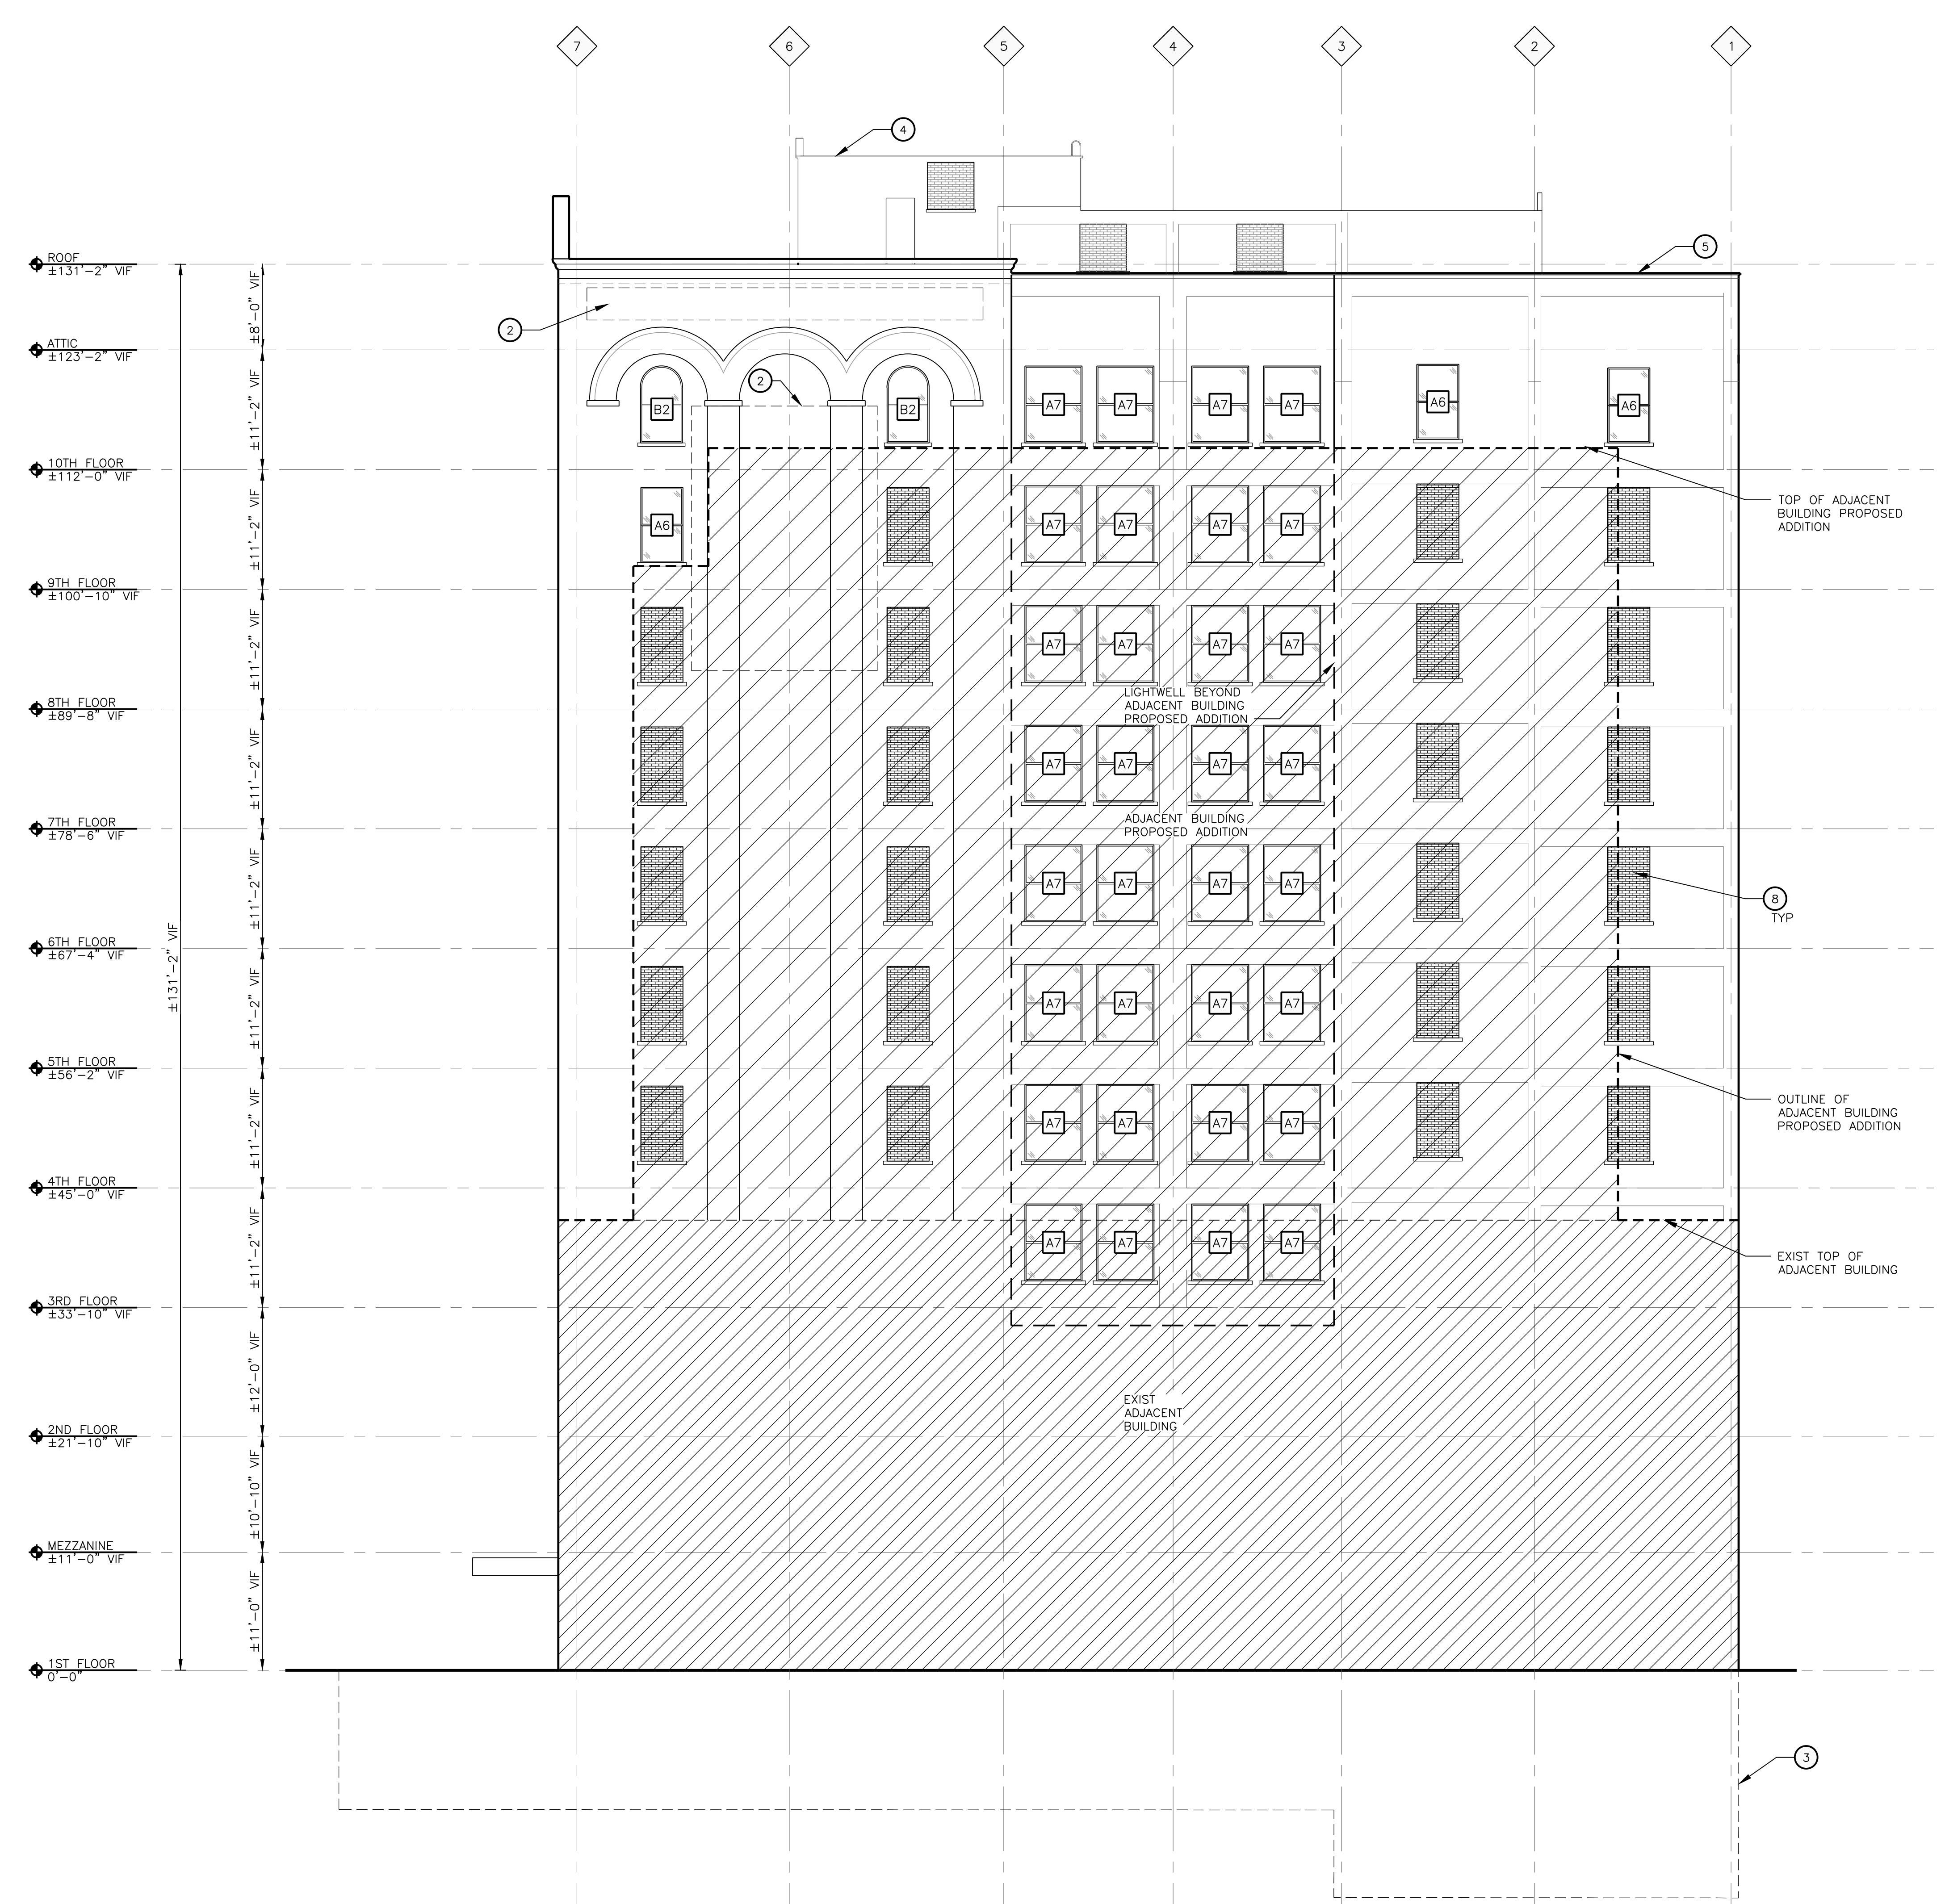 7 6 5 4 3 2 1
4
5
ROOF
±131'-2" VIF
±8'-0" VIF
2
ATTIC
±123'-2" VIF
2
±11'-2" VIF
B2 B2 A7 A7 A7 A7 A6 A6
10TH FLOOR
±112'-0" VIF
TOP OF ADJACENT
BUILDING PROPOSED
ADDITION
±11'-2" VIF
A6 A7 A7 A7 A7
9TH FLOOR
±100'-10" VIF
±11'-2" VIF
A7 A7 A7 A7
LIGHTWELL BEYOND
ADJACENT BUILDING
PROPOSED ADDITION
8TH FLOOR
±89'-8" VIF
±11'-2" VIF
A7 A7 A7 A7
ADJACENT BUILDING
PROPOSED ADDITION
7TH FLOOR
±78'-6" VIF
±11'-2" VIF
A7 A7 A7 A7
8
TYP
6TH FLOOR
±67'-4" VIF
±131'-2" VIF
±11'-2" VIF
A7 A7 A7 A7
5TH FLOOR
±56'-2" VIF
±11'-2" VIF
A7 A7 A7 A7
OUTLINE OF
ADJACENT BUILDING
PROPOSED ADDITION
4TH FLOOR
±45'-0" VIF
±11'-2" VIF
A7 A7 A7 A7
EXIST TOP OF
ADJACENT BUILDING
3RD FLOOR
±33'-10" VIF
±12'-0" VIF
EXIST
ADJACENT
BUILDING
2ND FLOOR
±21'-10" VIF
±10'-10" VIF
MEZZANINE
±11'-0" VIF
±11'-0" VIF
1ST FLOOR
0'-0"
3